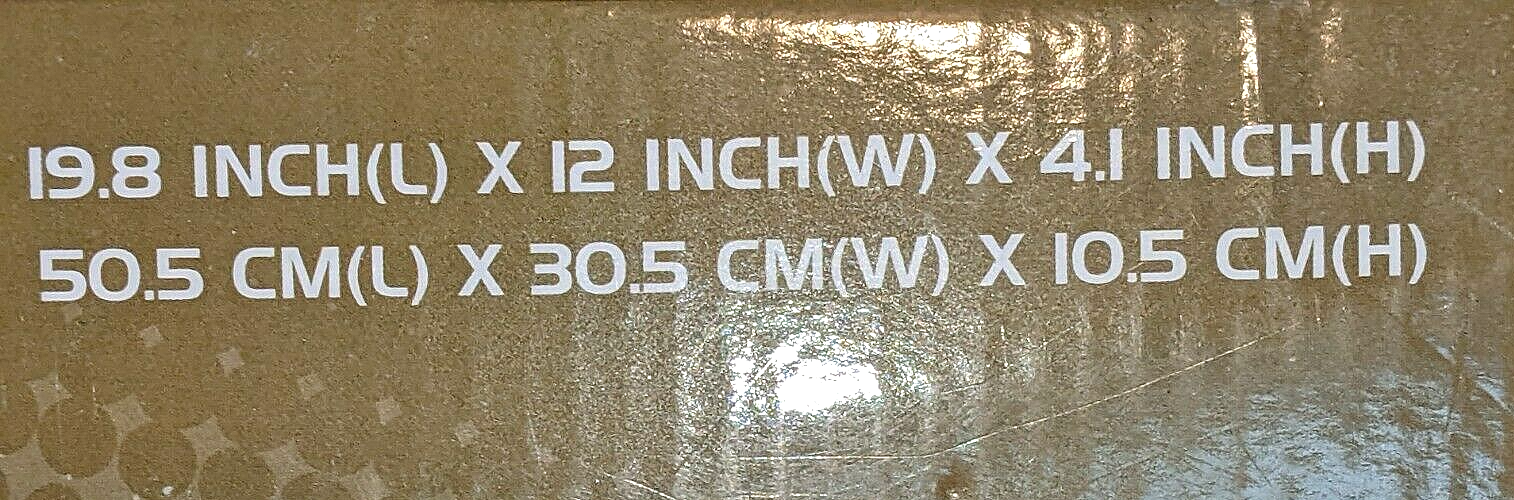 19.8 INCH(L) X 12 INCH(W) X 4.1 INCH(H)
50.5 CM(L) X 30.5 CM(W) X 10.5 CM(H)